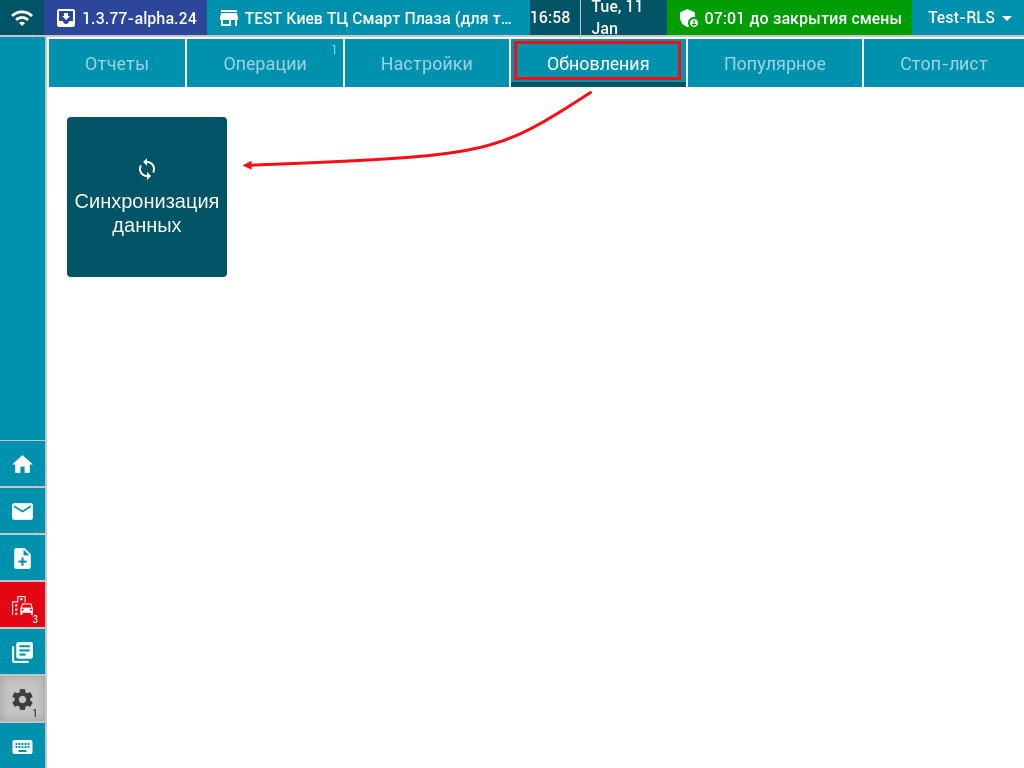 1.3.77-alpha.24
TEST Киев ТЦ Смарт Плаза (для т...
16:58
Tue, 11
Jan
07:01 до закрытия смены
Test-RLS
Отчеты
Операции
1
Настройки
Обновления
Популярное
Стоп-лист
Синхронизация
данных
3
1